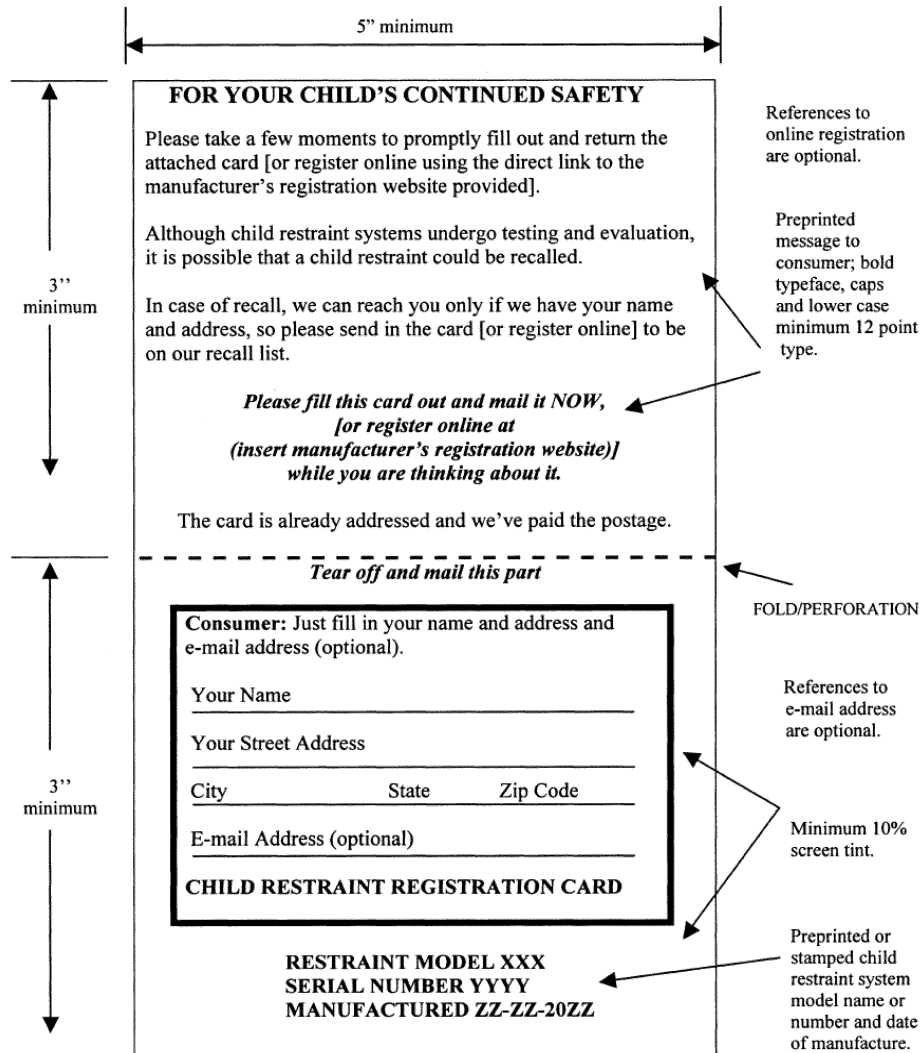 5” minimum
FOR YOUR CHILD’S CONTINUED SAFETY
Please take a few moments to promptly fill out and return the
attached card [or register online using the direct link to the
manufacturer’s registration website provided].
Although child restraint systems undergo testing and evaluation,
it is possible that a child restraint could be recalled.
In case of recall, we can reach you only if we have your name
and address, so please send in the card [or register online] to be
on our recall list.
Please fill this card out and mail it NOW,
[or register online at
(insert manufacturer’s registration website)]
while you are thinking about it.
The card is already addressed and we’ve paid the postage.
3’’
minimum
References to
online registration
are optional.
Preprinted
message to
consumer; bold
typeface, caps
and lower case
minimum 12 point
type.
Tear off and mail this part
FOLD/PERFORATION
Consumer: Just fill in your name and address and
e-mail address (optional).
Your Name
Your Street Address
City State Zip Code
E-mail Address (optional)
CHILD RESTRAINT REGISTRATION CARD
RESTRAINT MODEL XXX
SERIAL NUMBER YYYY
MANUFACTURED ZZ-ZZ-20ZZ
3’’
minimum
References to
e-mail address
are optional.
Minimum 10%
screen tint.
Preprinted or
stamped child
restraint system
model name or
number and date
of manufacture.